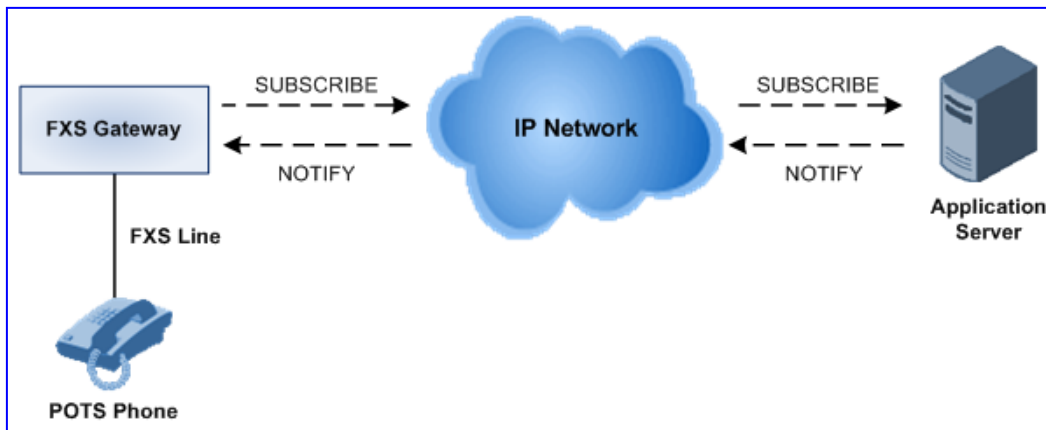 SUBSCRIBE
SUBSCRIBE
FXS Gateway
IP Network
NOTIFY
NOTIFY
Application
Server
FXS Line
POTS Phone